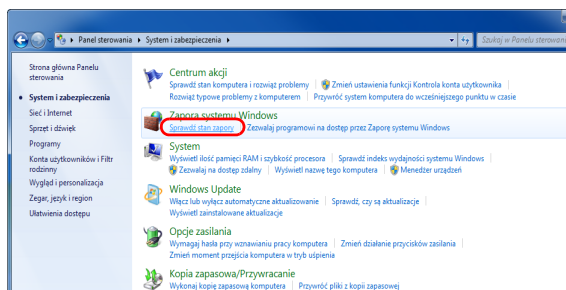 Panel sterowania ▸ System i zabezpieczenia ▸
Szukaj w Panelu sterowania
Strona główna Panelu
sterowania
System i zabezpieczenia
Sieć i Internet
Sprzęt i dźwięk
Programy
Konta użytkowników i Filtr
rodzinny
Wygląd i personalizacja
Zegar, język i region
Ułatwienia dostępu
Centrum akcji
Sprawdź stan komputera i rozwiąż problemy | Zmień ustawienia funkcji Kontrola konta użytkownika |
Rozwiąż typowe problemy z komputerem | Przywróć system komputera do wcześniejszego punktu w czasie
Zapora systemu Windows
Sprawdź stan zapory | Zezwalaj programowi na dostęp przez Zaporę systemu Windows
System
Wyświetl ilość pamięci RAM i szybkość procesora | Sprawdź indeks wydajności systemu Windows |
Zezwalaj na dostęp zdalny | Wyświetl nazwę tego komputera | Menedżer urządzeń
Windows Update
Włącz lub wyłącz automatyczne aktualizowanie | Sprawdź, czy są aktualizacje |
Wyświetl zainstalowane aktualizacje
Opcje zasilania
Wymagaj hasła przy wznawianiu pracy komputera | Zmień działanie przycisków zasilania |
Zmień moment przejścia komputera w tryb uśpienia
Kopia zapasowa/Przywracanie
Wykonaj kopię zapasową komputera | Przywróć pliki z kopii zapasowej